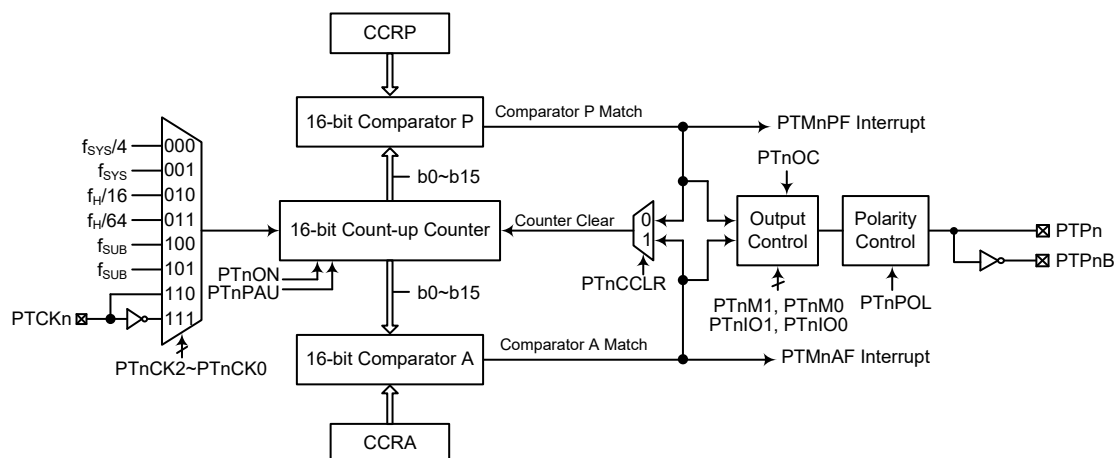 CCRP
16-bit Comparator P
Comparator P Match
PTMnPF Interrupt
fSYS/4
000
fSYS
001
fH/16
010
fH/64
011
fSUB
100
fSUB
101
110
111
PTCKn
PTnCK2~PTnCK0
b0~b15
16-bit Count-up Counter
Counter Clear
PTnON
PTnPAU
b0~b15
0
1
PTnCCLR
PTnOC
Output
Control
PTnM1, PTnM0
PTnIO1, PTnIO0
Polarity
Control
PTnPOL
PTPn
PTPnB
16-bit Comparator A
Comparator A Match
PTMnAF Interrupt
CCRA